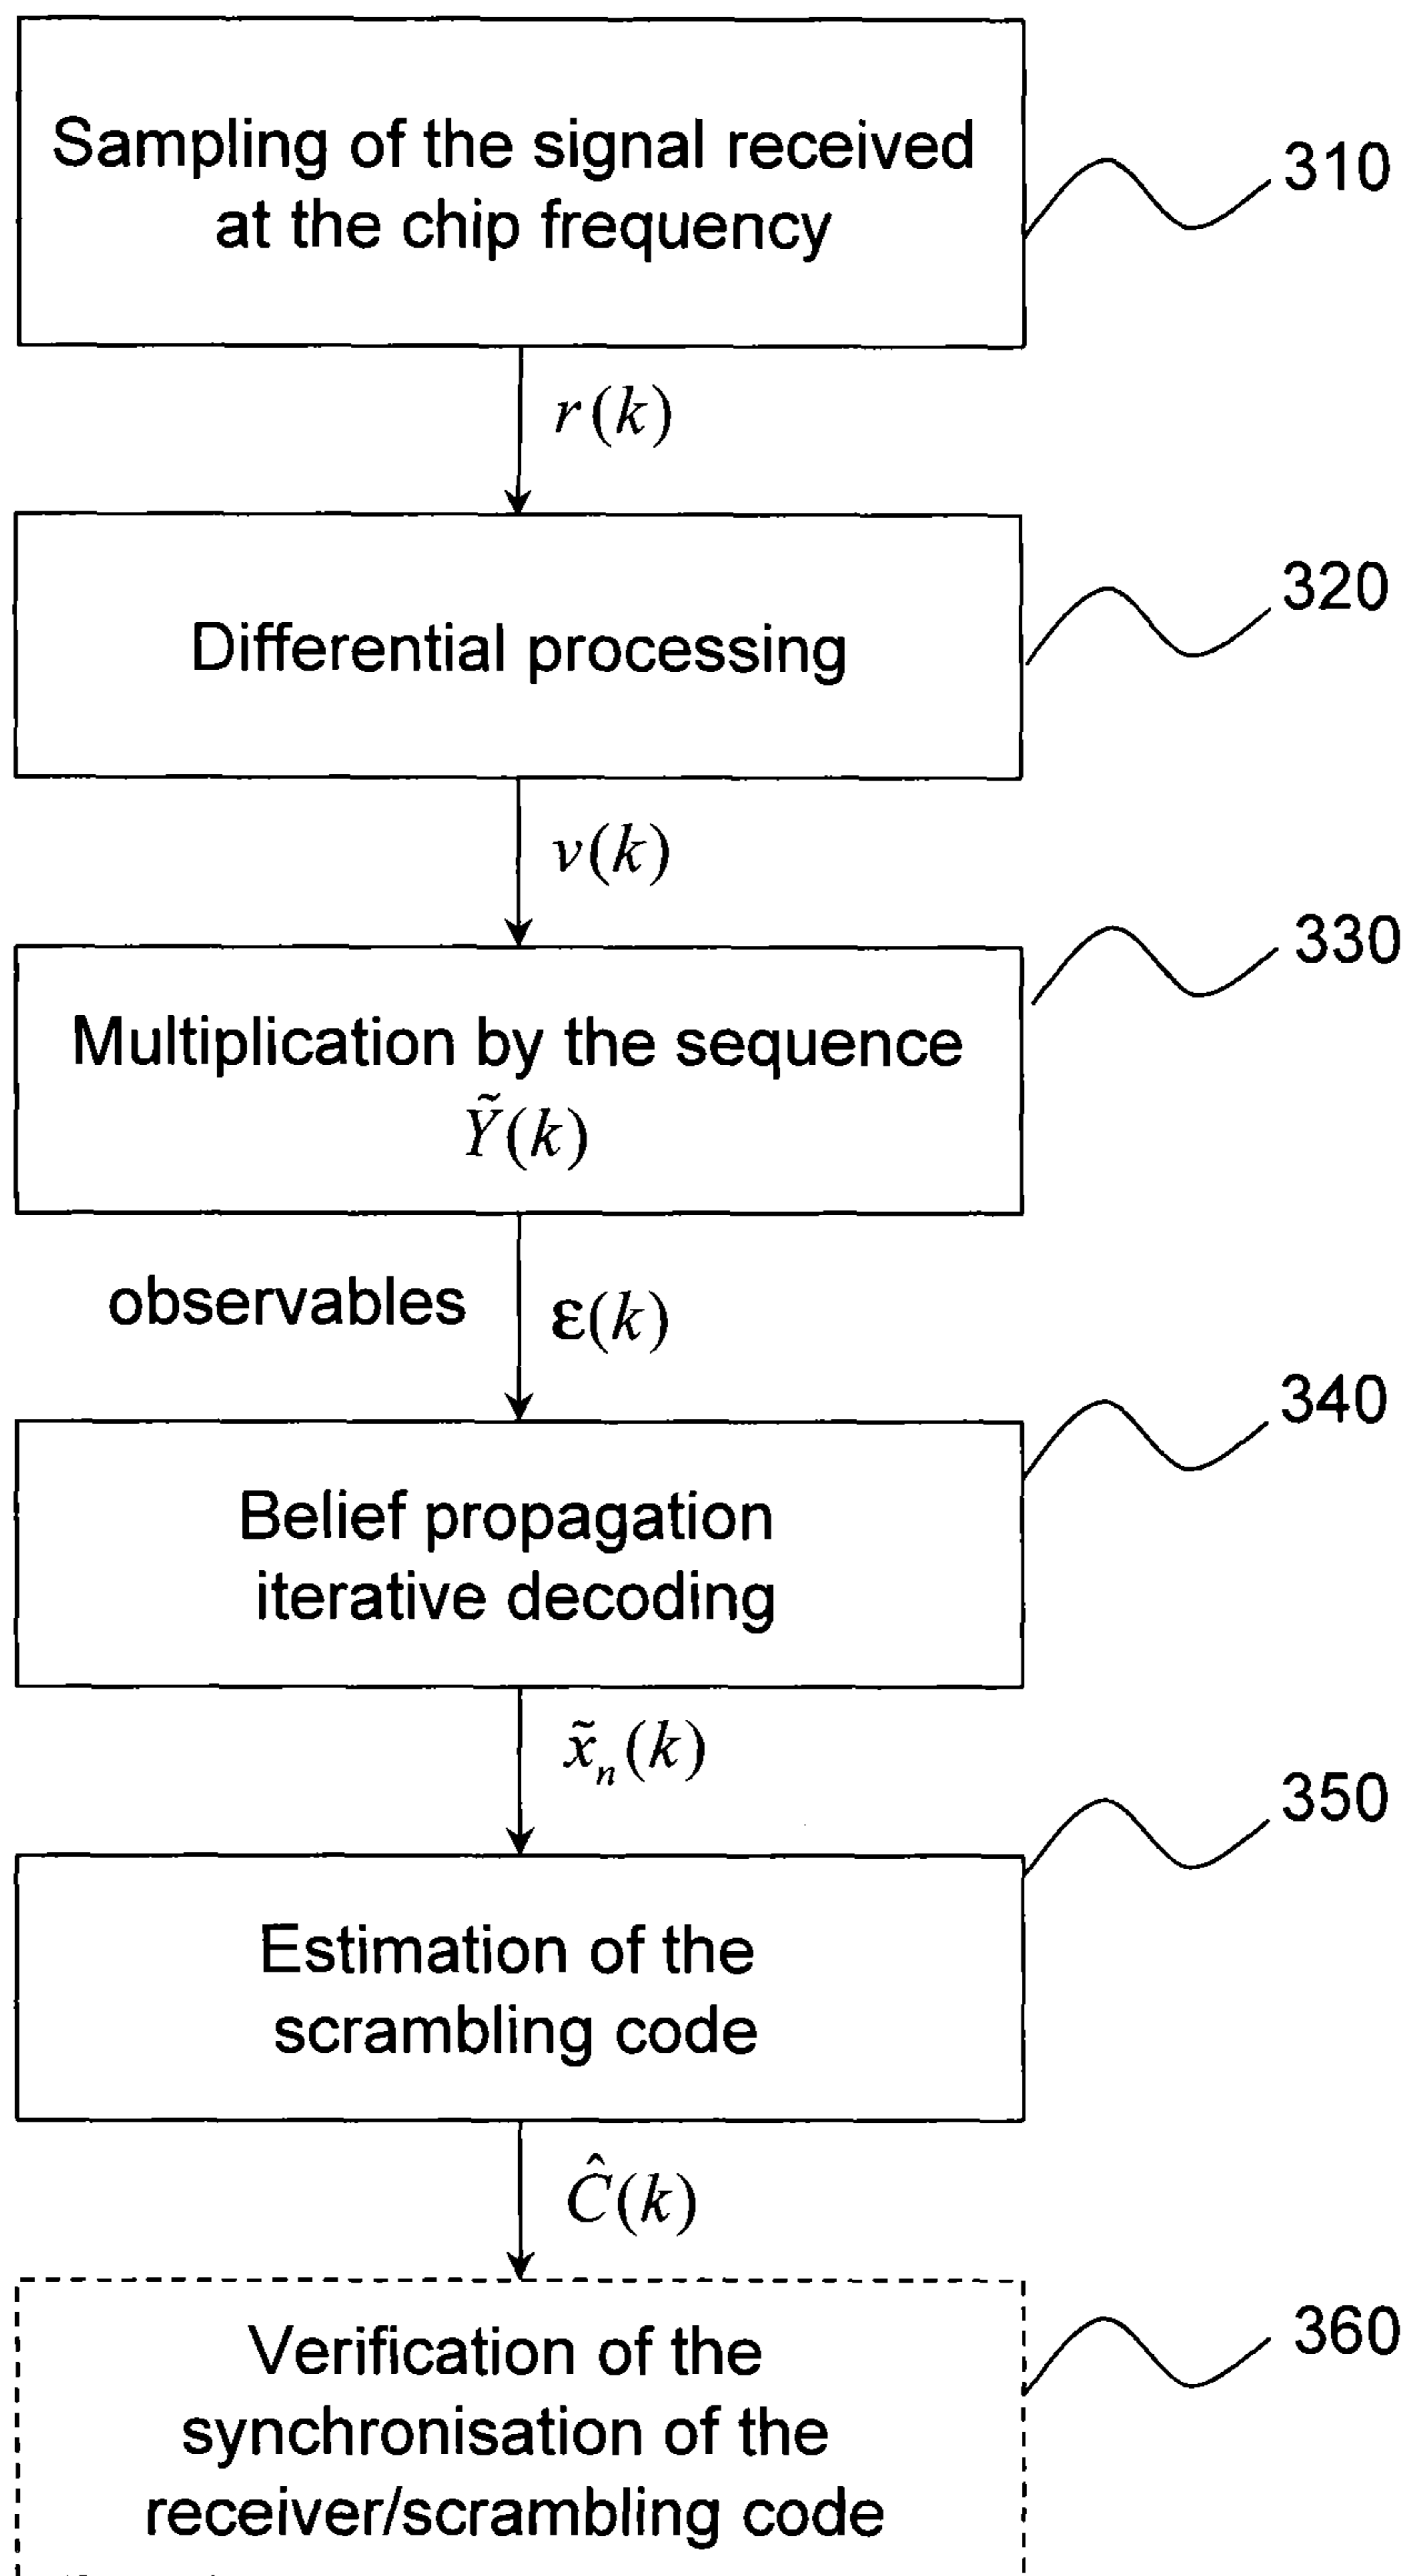 Sampling of the signal received
at the chip frequency
310
r(k)
320
Differential processing
v(k)
330
Multiplication by the sequence
Ỹ(k)
observables
ε(k)
340
Belief propagation
iterative decoding
x̃ₙ(k)
350
Estimation of the
scrambling code
Ĉ(k)
360
Verification of the
synchronisation of the
receiver/scrambling code